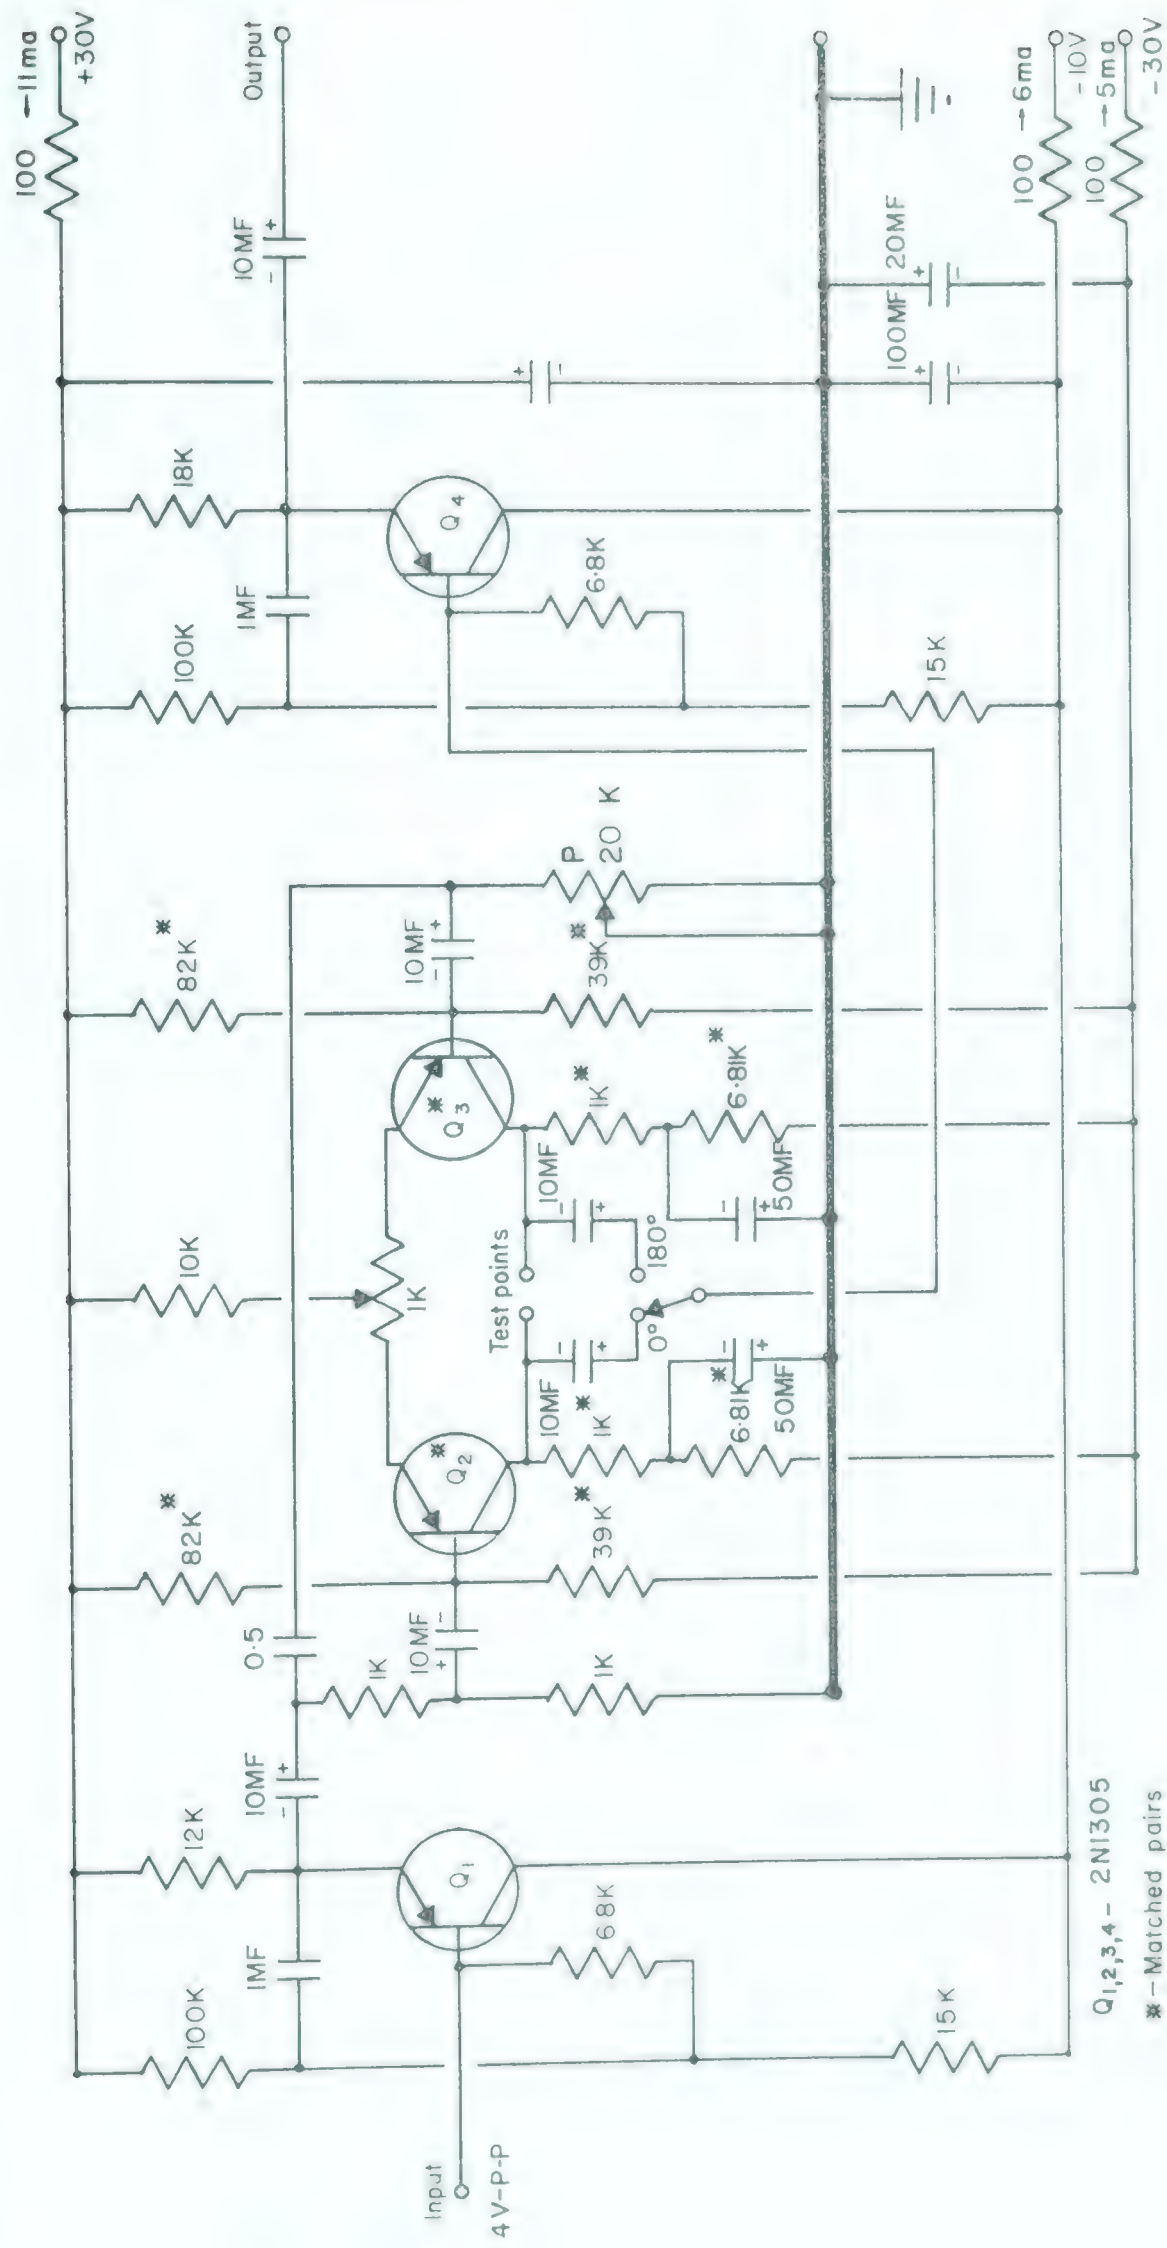 Input
4V-P-P
100K
1MF
12K
10MF
- +
Q1
68K
15K
0.5
1K
10MF
+ -
1K
82K
*
39K
*
Q2
*
10K
1K
Test points
10MF
- +
*
1K
*
6.81K
- +
50MF
0°
180°
10MF
- +
*
1K
*
6.81K
- +
50MF
Q3
*
82K
*
10MF
- +
39K
*
P
20 K
100K
1MF
18K
Q4
6.8K
15K
10MF
- +
Output
+ -
100MF
+ -
20MF
+ -
100 ←11ma
+30V
100 →6ma
-10V
100 →5ma
-30V
Q1,2,3,4 - 2N1305
* - Matched pairs